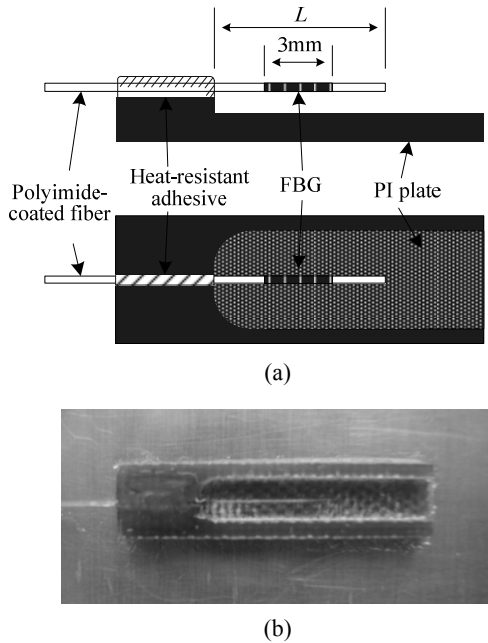 L
3mm
Polyimide-
coated fiber
Heat-resistant
adhesive
FBG
PI plate
(a)
(b)